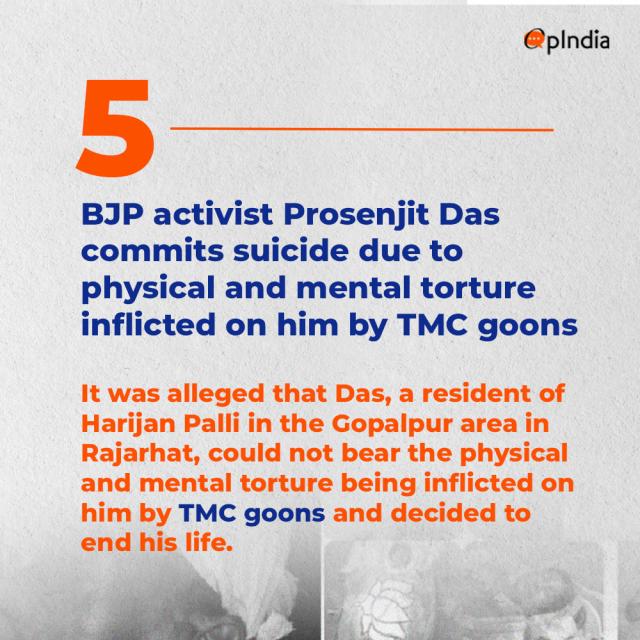 OpIndia
5
BJP activist Prosenjit Das
commits suicide due to
physical and mental torture
inflicted on him by TMC goons
It was alleged that Das, a resident of
Harijan Palli in the Gopalpur area in
Rajarhat, could not bear the physical
and mental torture being inflicted on
him by TMC goons and decided to
end his life.